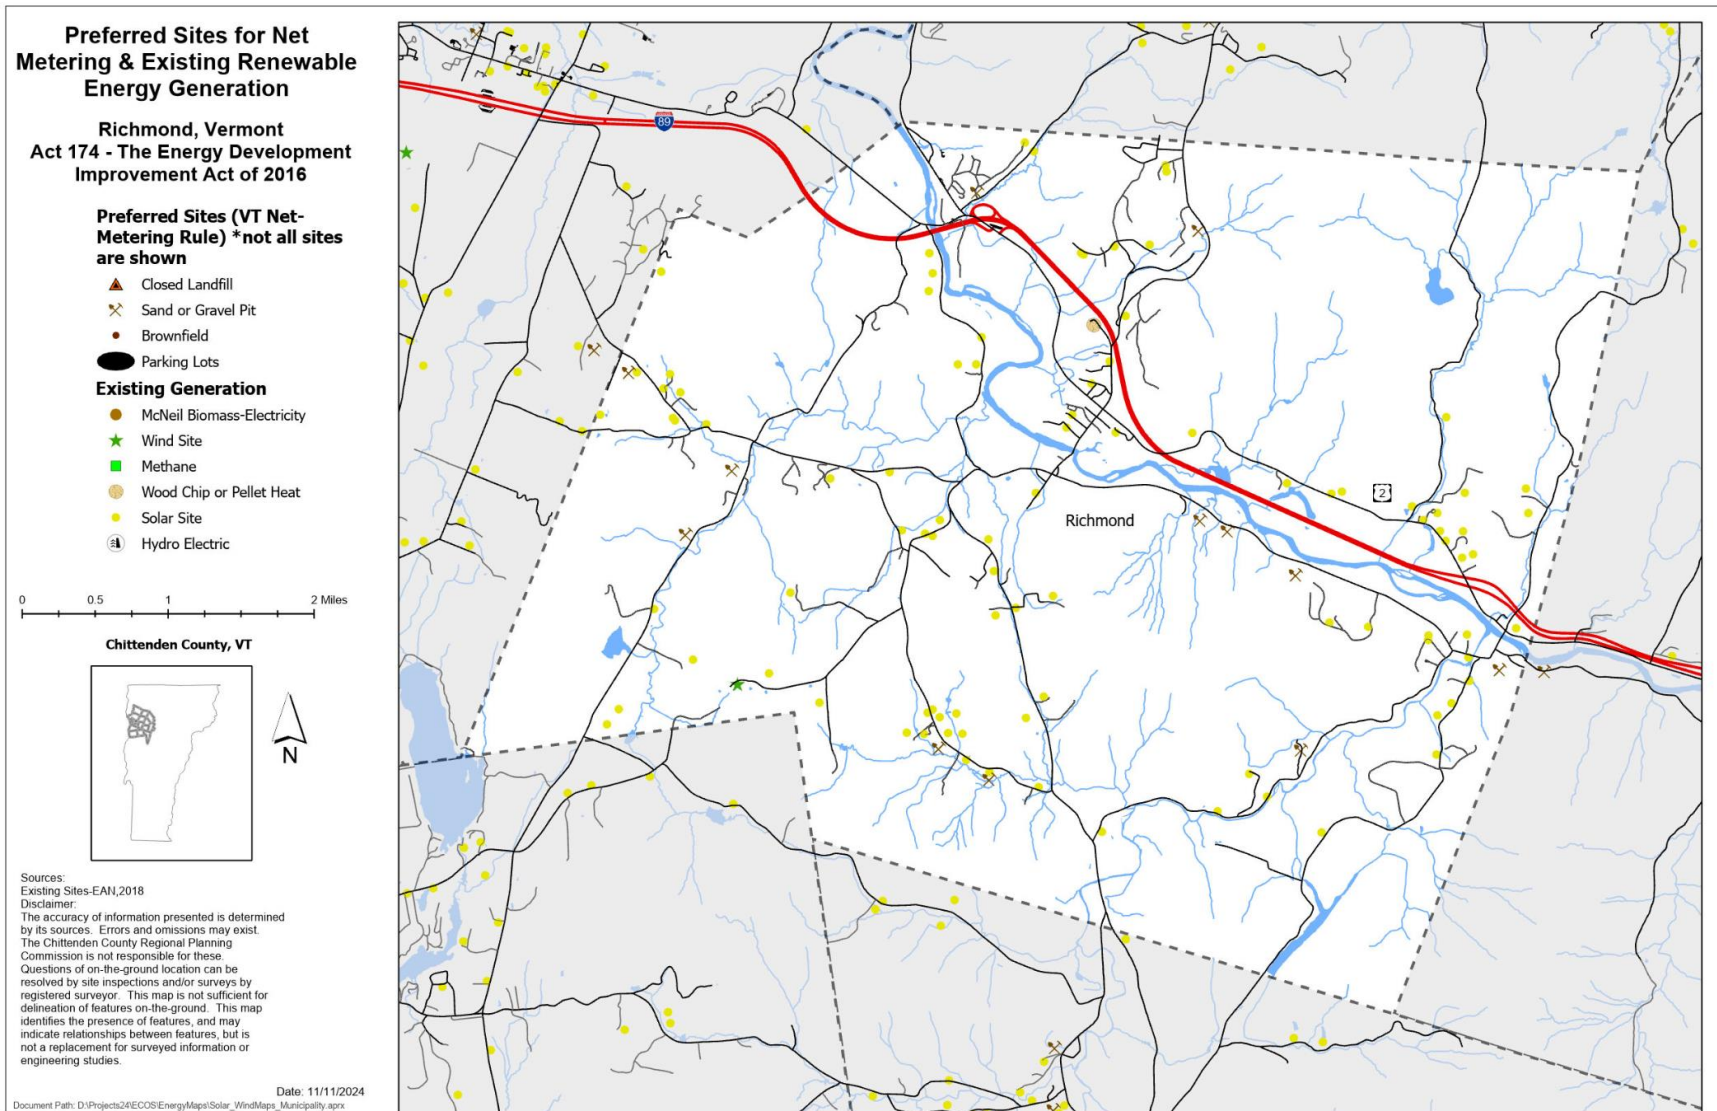 Preferred Sites for Net
Metering & Existing Renewable
Energy Generation
Richmond, Vermont
Act 174 - The Energy Development
Improvement Act of 2016
Preferred Sites (VT Net-
Metering Rule) *not all sites
are shown
Closed Landfill
Sand or Gravel Pit
Brownfield
Parking Lots
Existing Generation
McNeil Biomass-Electricity
Wind Site
Methane
Wood Chip or Pellet Heat
Solar Site
Hydro Electric
0 0.5 1 2 Miles
Chittenden County, VT
N
Sources:
Existing Sites-EAN,2018
Disclaimer:
The accuracy of information presented is determined
by its sources. Errors and omissions may exist.
The Chittenden County Regional Planning
Commission is not responsible for these.
Questions of on-the-ground location can be
resolved by site inspections and/or surveys by
registered surveyor. This map is not sufficient for
delineation of features on-the-ground. This map
identifies the presence of features, and may
indicate relationships between features, but is
not a replacement for surveyed information or
engineering studies.
Date: 11/11/2024
Document Path: D:\Projects24\ECOS\EnergyMaps\Solar_WindMaps_Municipality.aprx
89
2
Richmond